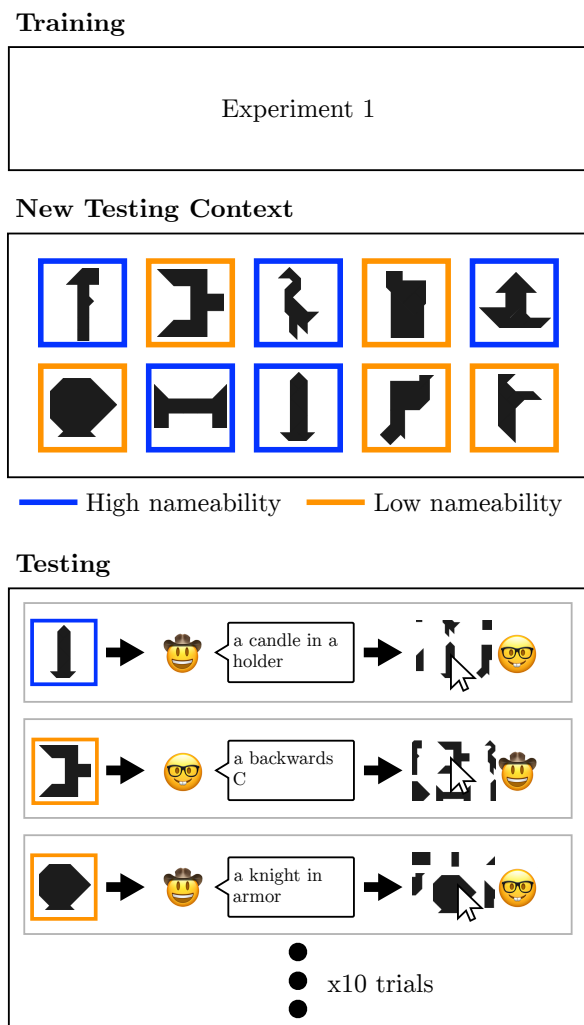 Training
Experiment 1
New Testing Context
High nameability
Low nameability
Testing
a candle in a
holder
a backwards
C
a knight in
armor
x10 trials